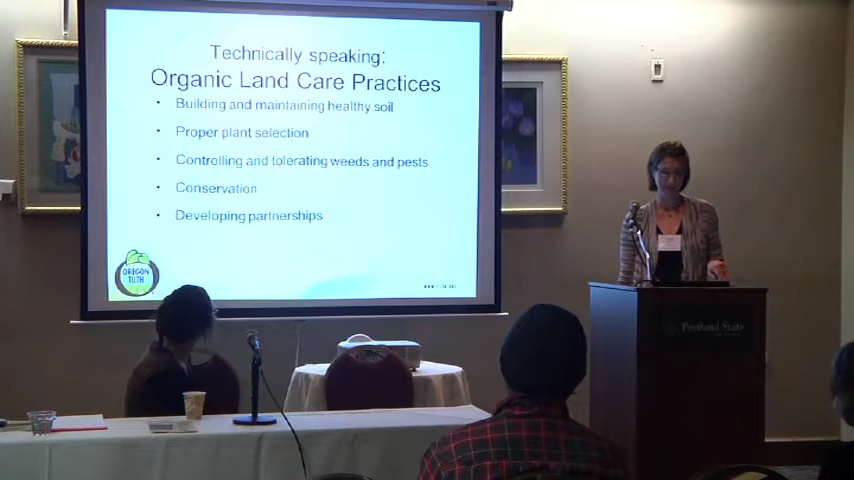 Technically speaking:
Organic Land Care Practices
• Building and maintaining healthy soil
• Proper plant selection
• Controlling and tolerating weeds and pests
• Conservation
• Developing partnerships
OREGON
TILTH
Portland State